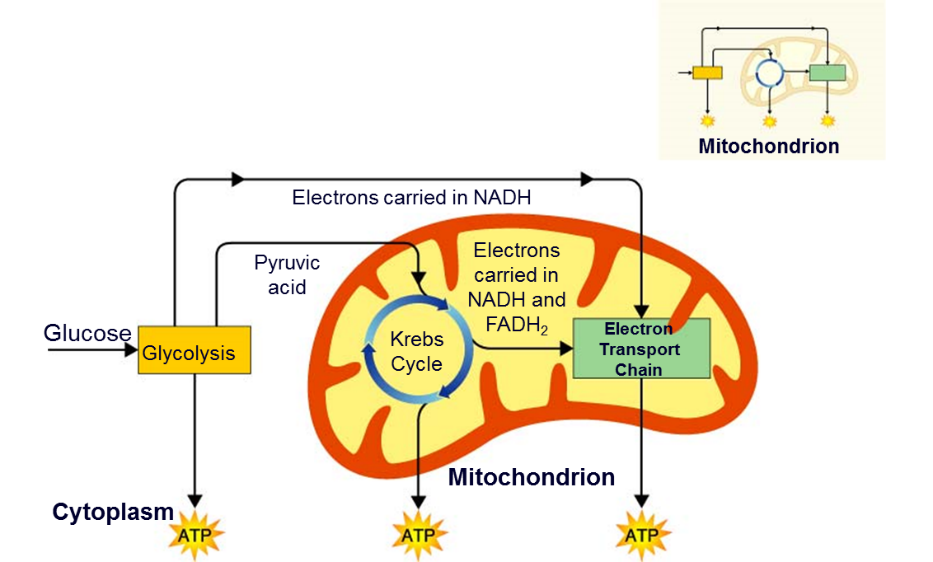 Mitochondrion
Electrons carried in NADH
Pyruvic
acid
Electrons
carried in
NADH and
FADH₂
Glucose
Glycolysis
Krebs
Cycle
Electron
Transport
Chain
Mitochondrion
Cytoplasm
ATP
ATP
ATP